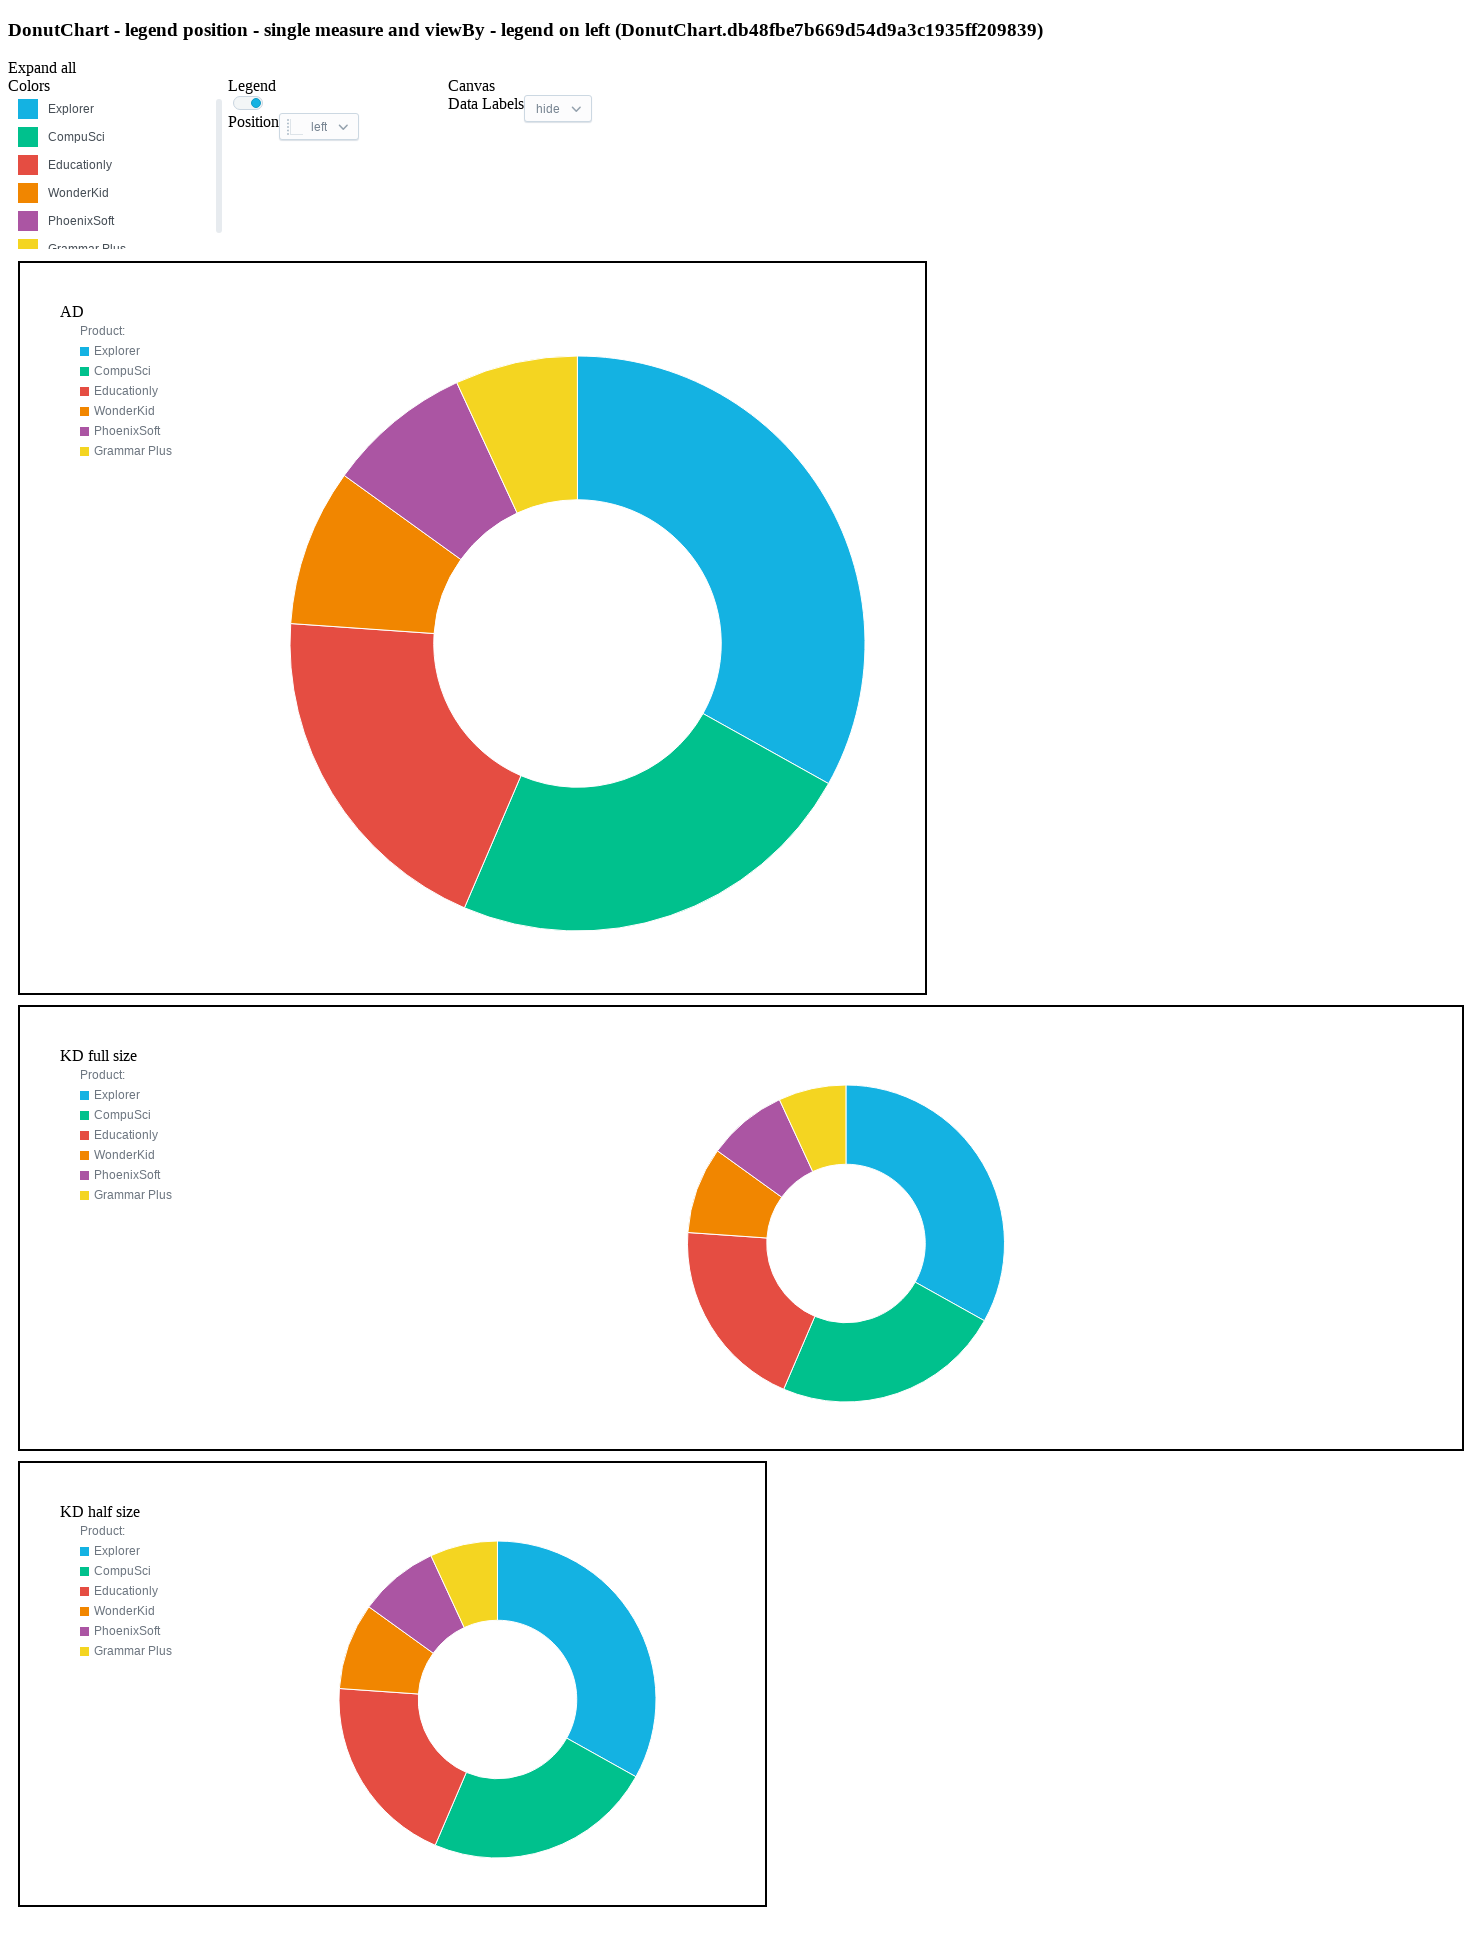 DonutChart - legend position - single measure and viewBy - legend on left (DonutChart.db48fbe7b669d54d9a3c1935ff209839)
Expand all
Colors
Explorer
CompuSci
Educationly
WonderKid
PhoenixSoft
Grammar Plus
Legend
Position left
Canvas
Data Labels hide
AD
Product:
Explorer
CompuSci
Educationly
WonderKid
PhoenixSoft
Grammar Plus
KD full size
Product:
Explorer
CompuSci
Educationly
WonderKid
PhoenixSoft
Grammar Plus
KD half size
Product:
Explorer
CompuSci
Educationly
WonderKid
PhoenixSoft
Grammar Plus